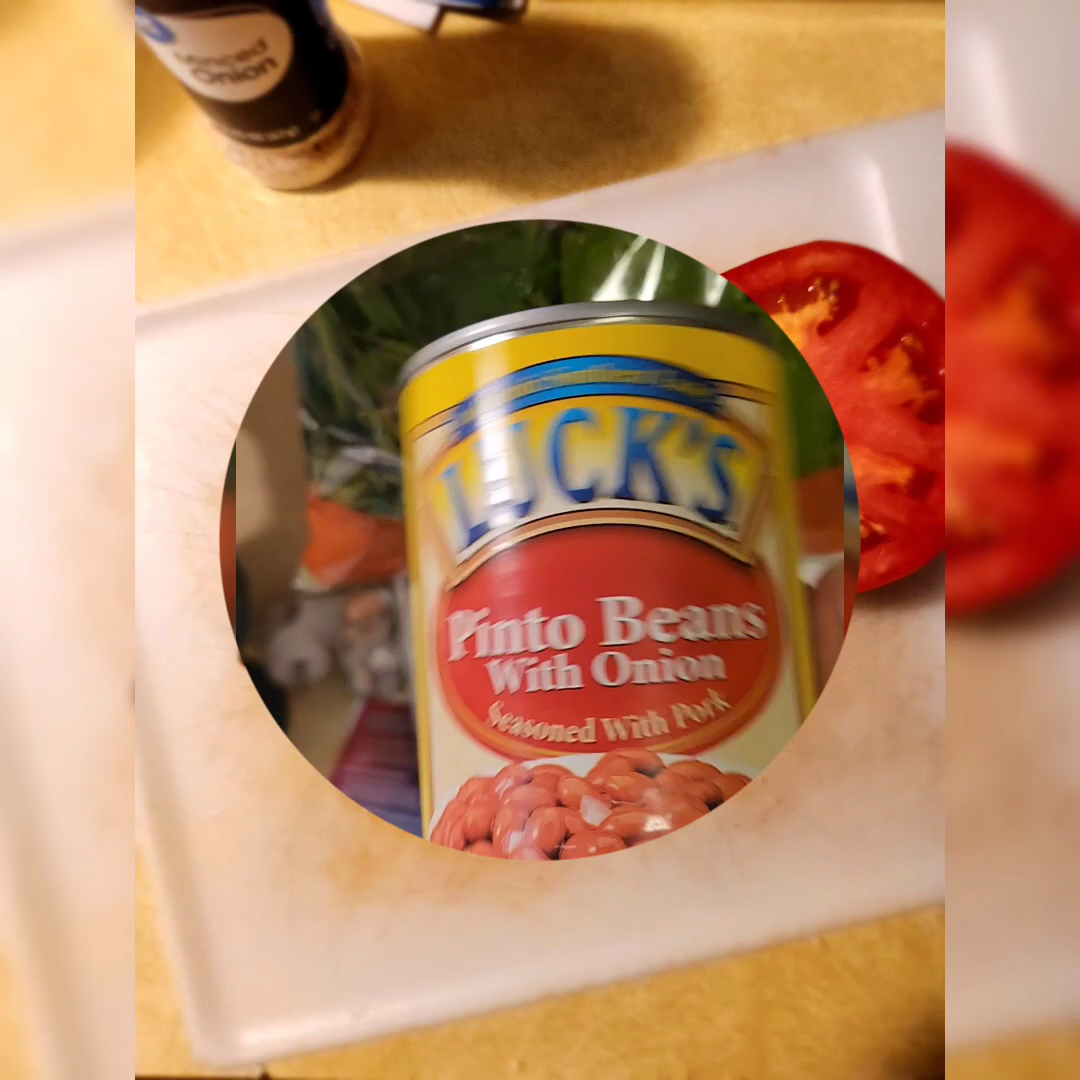 Minced
Onion
LUCK'S
Pinto Beans
With Onion
Seasoned With Pork